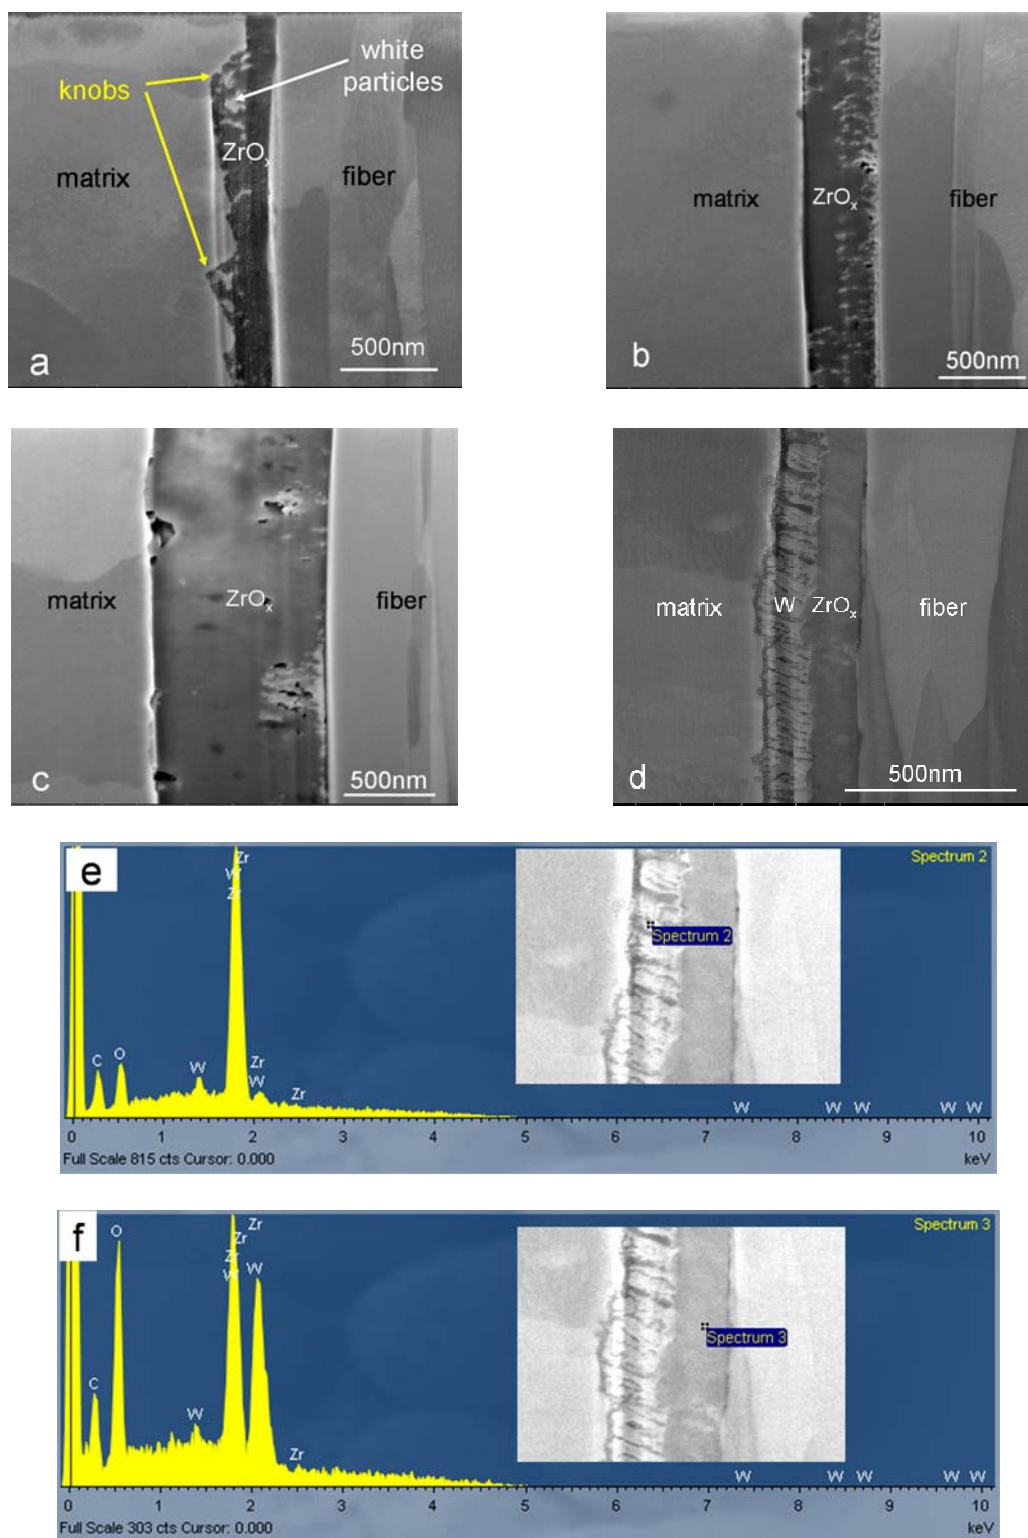 knobs
white
particles
ZrOx
matrix
fiber
a
500nm
matrix
ZrOx
fiber
b
500nm
matrix
ZrOx
fiber
c
500nm
matrix
W
ZrOx
fiber
d
500nm
e
Spectrum 2
Zr
W
Zr
Spectrum 2
C
O
W
Zr
W
Zr
W W W W W
0 1 2 3 4 5 6 7 8 9 10
Full Scale 815 cts Cursor: 0.000 keV
f
Spectrum 3
O
Zr
Zr
Zr
W
W
Spectrum 3
C
W
Zr
W W W W W
0 1 2 3 4 5 6 7 8 9 10
Full Scale 303 cts Cursor: 0.000 keV